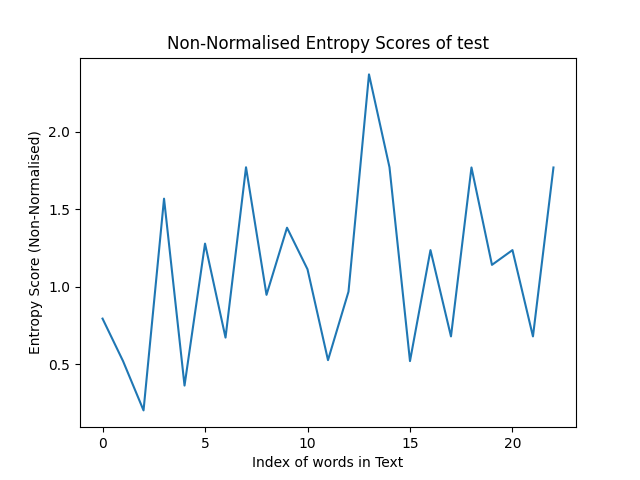 Non-Normalised Entropy Scores of test
Entropy Score (Non-Normalised)
2.0
1.5
1.0
0.5
0 5 10 15 20
Index of words in Text